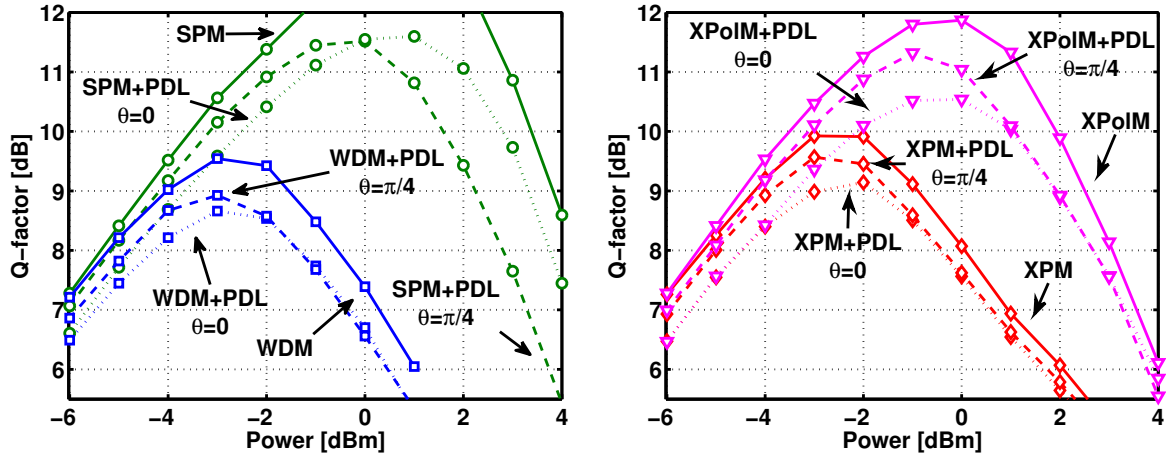 12
11
10
9
8
7
6
−6
−4
−2
0
2
4
Q−factor [dB]
Power [dBm]
SPM
SPM+PDL
θ=0
WDM+PDL
θ=π/4
WDM+PDL
θ=0
SPM+PDL
θ=π/4
WDM
12
11
10
9
8
7
6
−6
−4
−2
0
2
4
Q−factor [dB]
Power [dBm]
XPolM+PDL
θ=0
XPolM+PDL
θ=π/4
XPolM
XPM+PDL
θ=π/4
XPM+PDL
θ=0
XPM